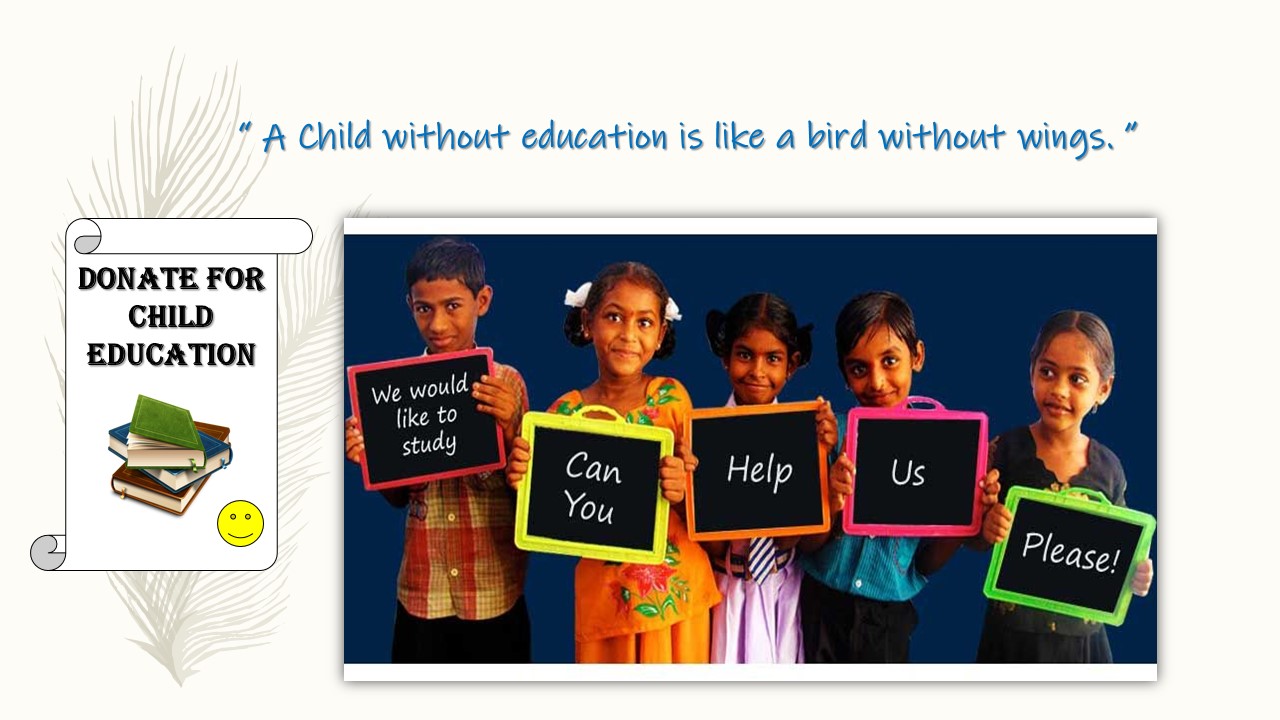 “ A Child without education is like a bird without wings. ”
DONATE FOR
CHILD
EDUCATION
We would
like to
study
Can
You
Help
Us
Please!